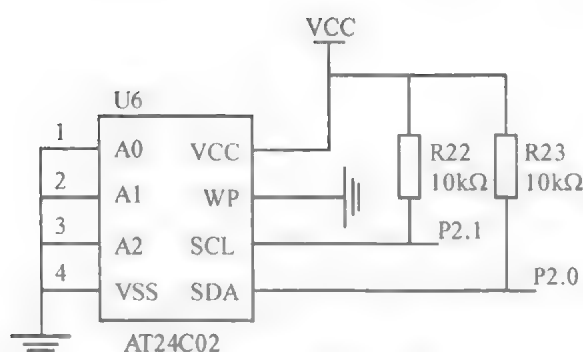 VCC
U6
1
A0
VCC
2
A1
WP
3
A2
SCL
4
VSS
SDA
R22
10kΩ
R23
10kΩ
P2.1
P2.0
AT24C02